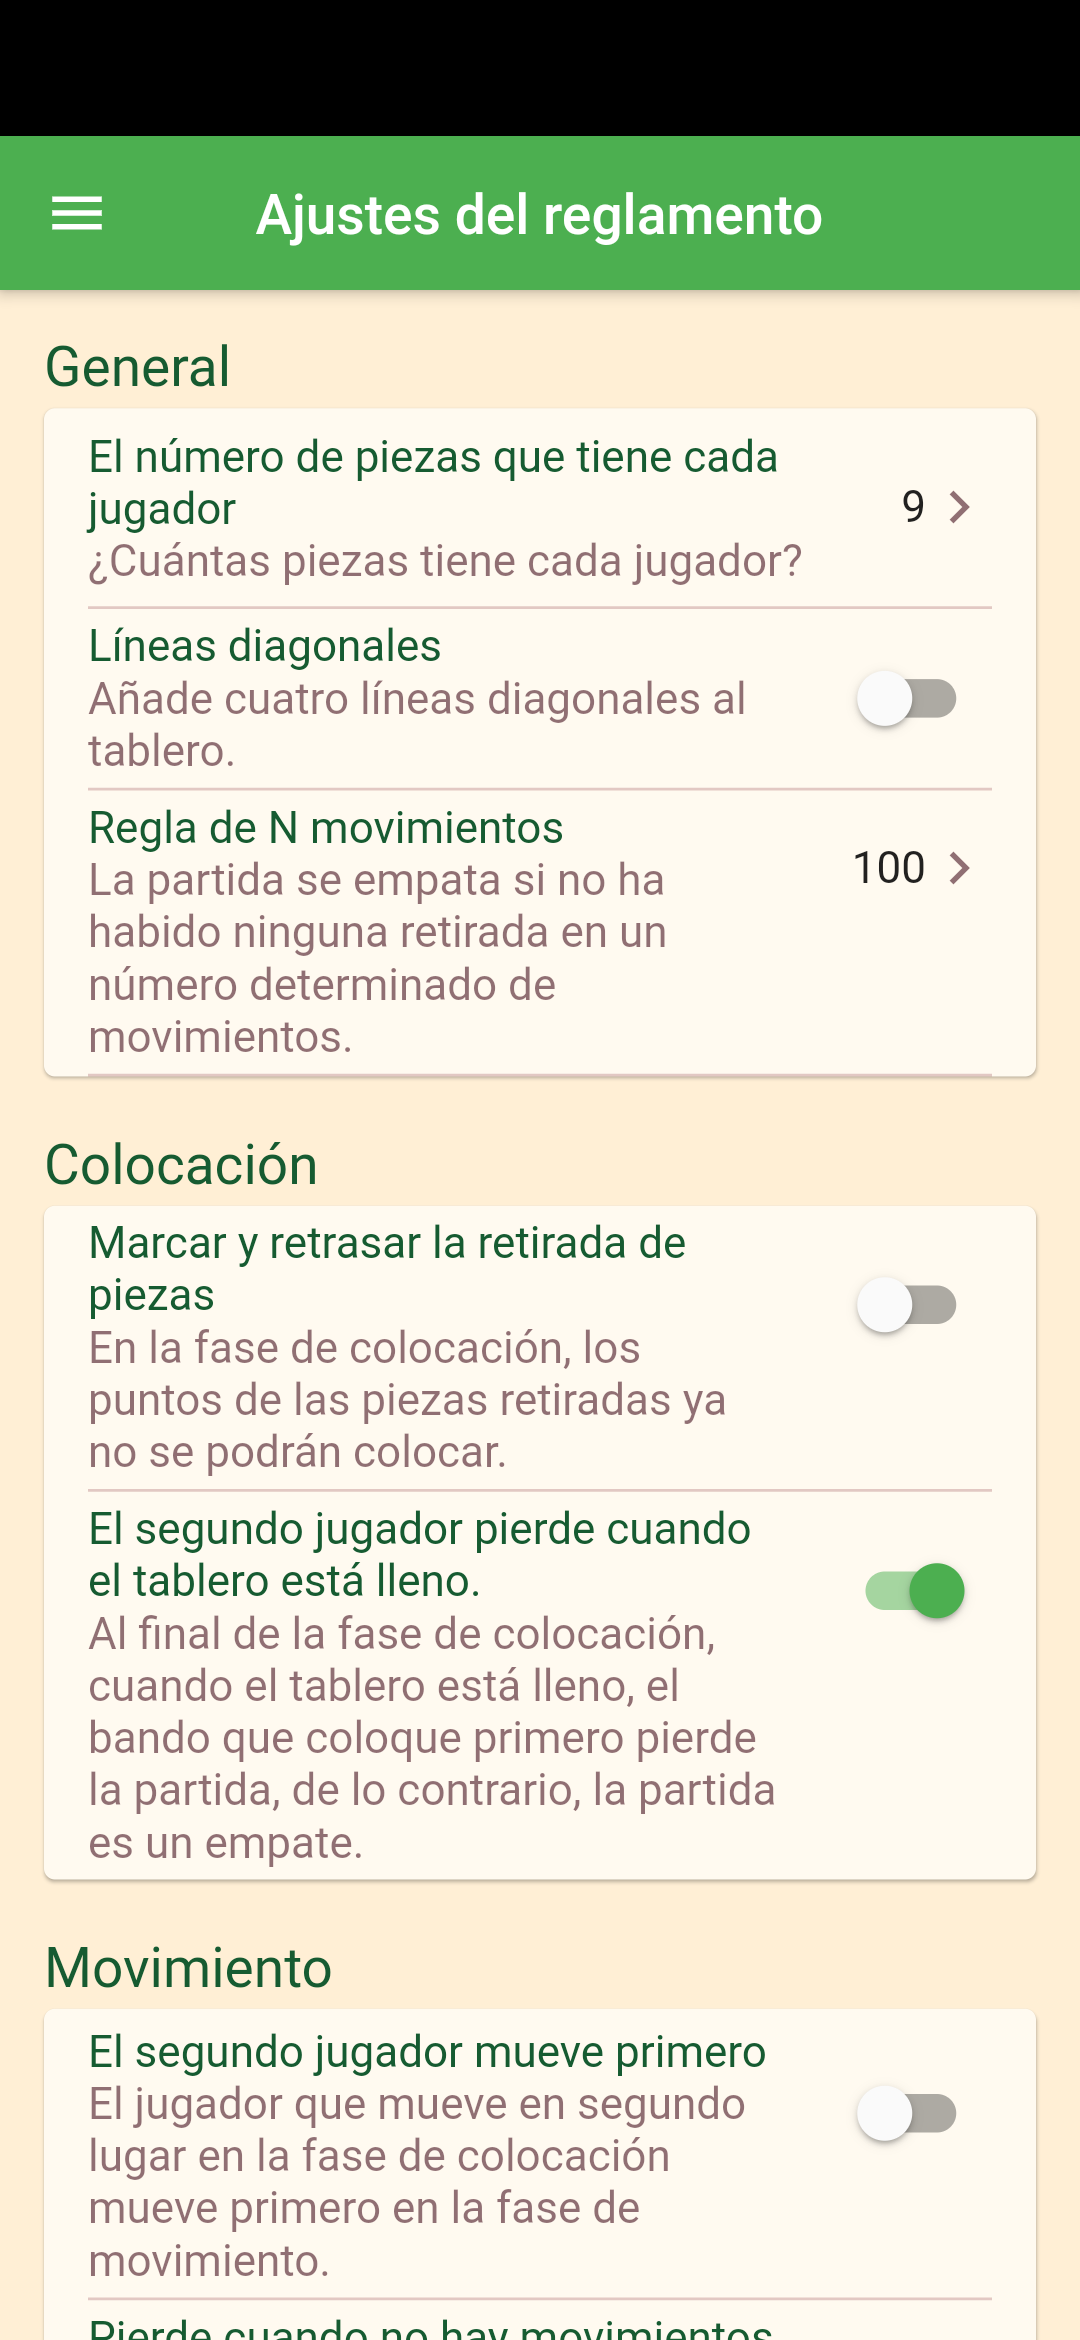 Ajustes del reglamento
General
El número de piezas que tiene cada
jugador
¿Cuántas piezas tiene cada jugador?
9
Líneas diagonales
Añade cuatro líneas diagonales al
tablero.
Regla de N movimientos
La partida se empata si no ha
habido ninguna retirada en un
número determinado de
movimientos.
100
Colocación
Marcar y retrasar la retirada de
piezas
En la fase de colocación, los
puntos de las piezas retiradas ya
no se podrán colocar.
El segundo jugador pierde cuando
el tablero está lleno.
Al final de la fase de colocación,
cuando el tablero está lleno, el
bando que coloque primero pierde
la partida, de lo contrario, la partida
es un empate.
Movimiento
El segundo jugador mueve primero
El jugador que mueve en segundo
lugar en la fase de colocación
mueve primero en la fase de
movimiento.
Pierde cuando no hay movimientos